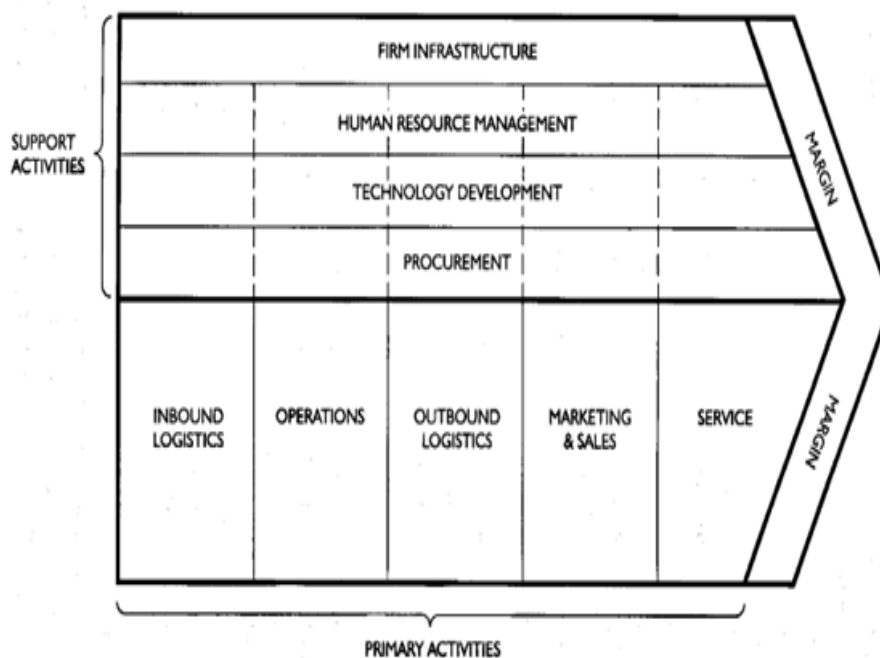 FIRM INFRASTRUCTURE
HUMAN RESOURCE MANAGEMENT
SUPPORT
ACTIVITIES
TECHNOLOGY DEVELOPMENT
PROCUREMENT
MARGIN
INBOUND
LOGISTICS
OPERATIONS
OUTBOUND
LOGISTICS
MARKETING
& SALES
SERVICE
MARGIN
PRIMARY ACTIVITIES